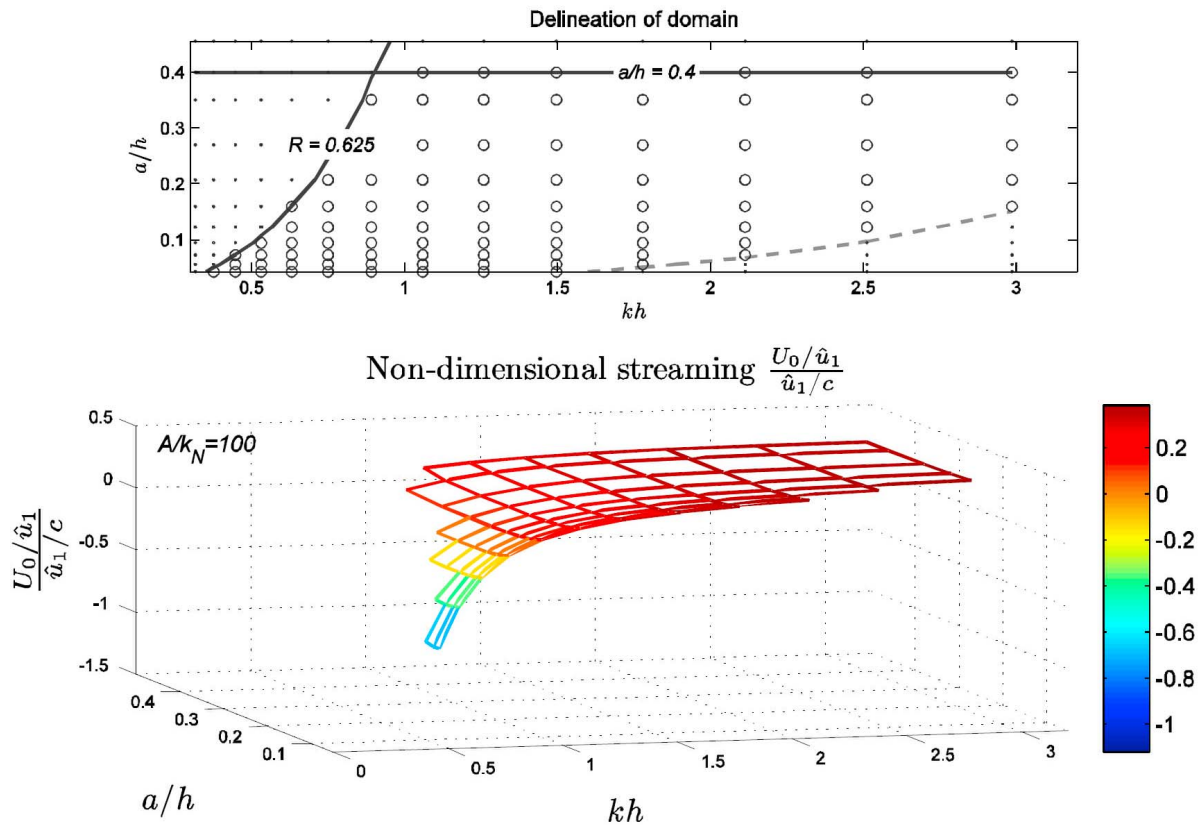 Delineation of domain
0.4
0.3
0.2
0.1
a/h
a/h = 0.4
R = 0.625
0.5 1 1.5 2 2.5 3
kh
Non-dimensional streaming U₀/û₁ / û₁/c
0.5
0
-0.5
-1
-1.5
A/k_N=100
U₀/û₁ / û₁/c
0.4
0.3
0.2
0.1
0 0.5 1 1.5 2 2.5 3
a/h
kh
0.2
0
-0.2
-0.4
-0.6
-0.8
-1